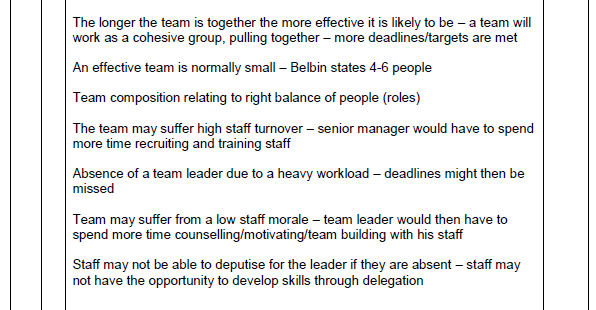 The longer the team is together the more effective it is likely to be – a team will
work as a cohesive group, pulling together – more deadlines/targets are met
An effective team is normally small – Belbin states 4-6 people
Team composition relating to right balance of people (roles)
The team may suffer high staff turnover – senior manager would have to spend
more time recruiting and training staff
Absence of a team leader due to a heavy workload – deadlines might then be
missed
Team may suffer from a low staff morale – team leader would then have to
spend more time counselling/motivating/team building with his staff
Staff may not be able to deputise for the leader if they are absent – staff may
not have the opportunity to develop skills through delegation